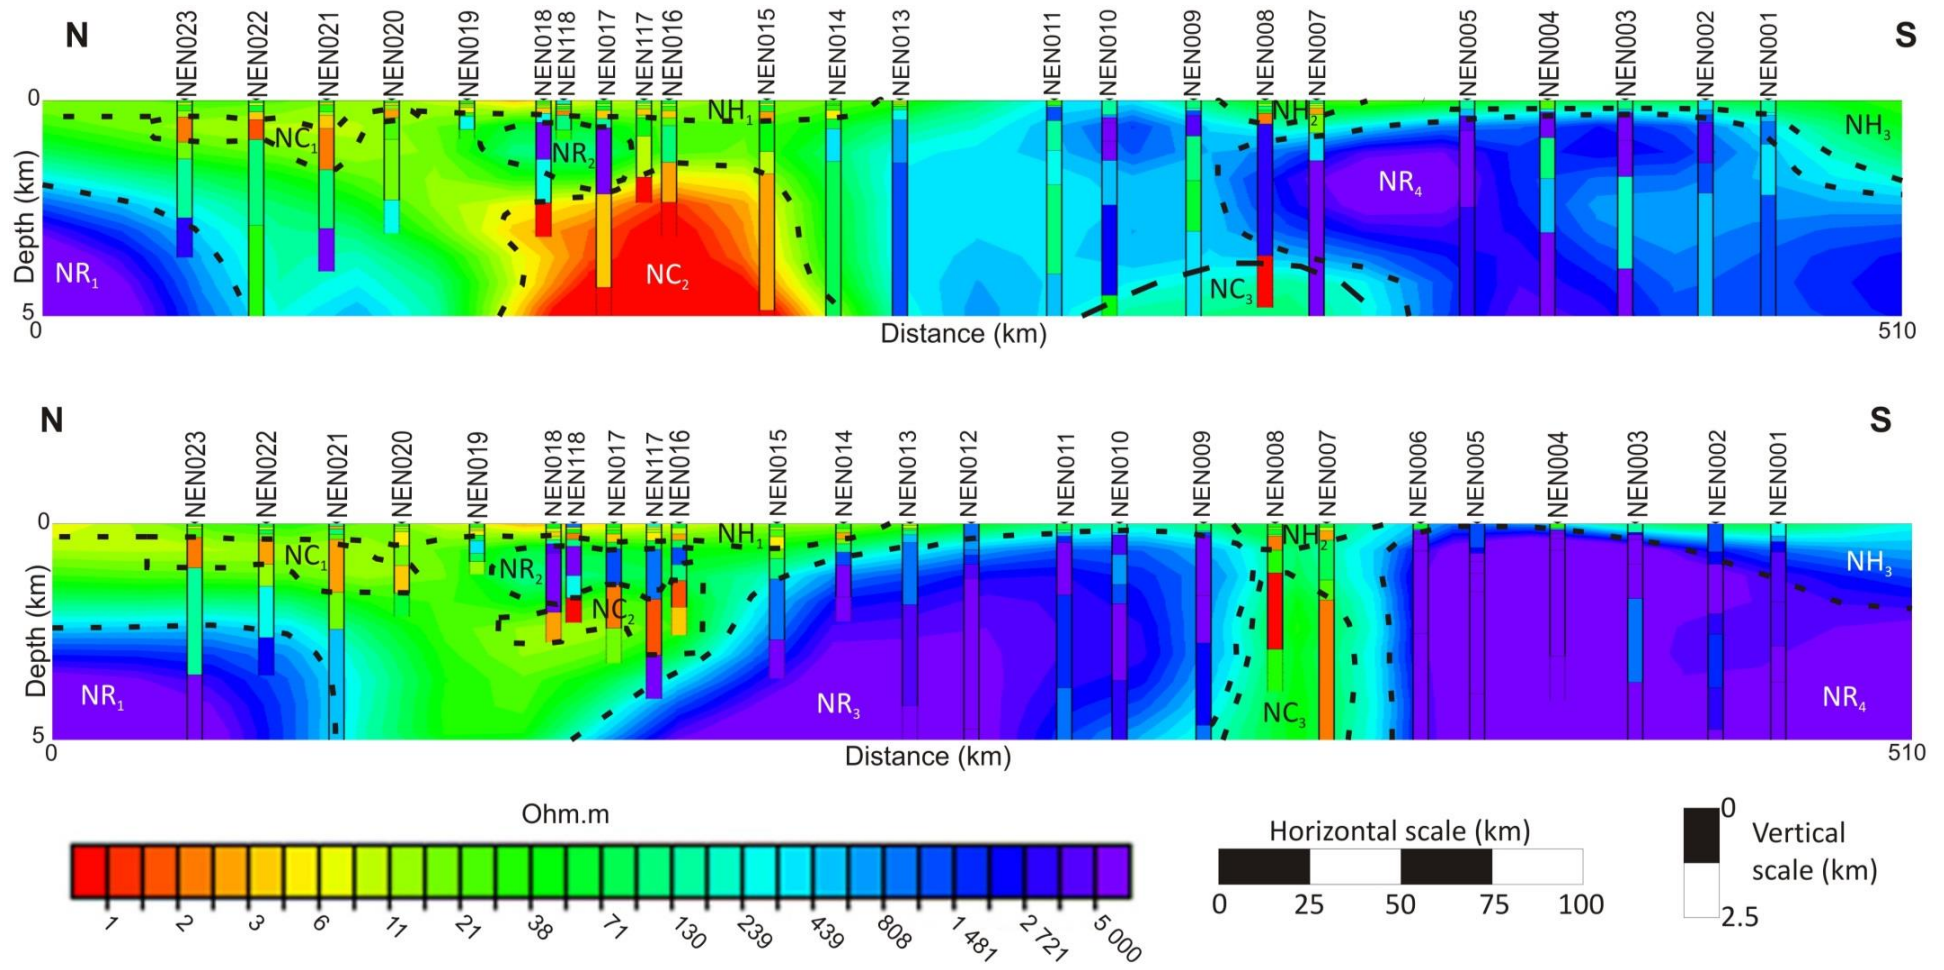 N
S
NEN023
NEN022
NEN021
NEN020
NEN019
NEN018
NEN118
NEN017
NEN117
NEN016
NEN015
NEN014
NEN013
NEN011
NEN010
NEN009
NEN008
NEN007
NEN005
NEN004
NEN003
NEN002
NEN001
0
Depth (km)
5
NH₁
NH₂
NH₃
NC₁
NR₂
NR₄
NR₁
NC₂
NC₃
0
Distance (km)
510
N
S
NEN023
NEN022
NEN021
NEN020
NEN019
NEN018
NEN118
NEN017
NEN117
NEN016
NEN015
NEN014
NEN013
NEN012
NEN011
NEN010
NEN009
NEN008
NEN007
NEN006
NEN005
NEN004
NEN003
NEN002
NEN001
0
Depth (km)
5
NH₁
NH₂
NH₃
NC₁
NR₂
NC₂
NR₁
NR₃
NC₃
NR₄
0
Distance (km)
510
Ohm.m
1
2
3
6
11
21
38
71
130
239
439
808
1 481
2 721
5 000
Horizontal scale (km)
0 25 50 75 100
0
Vertical
scale (km)
2.5